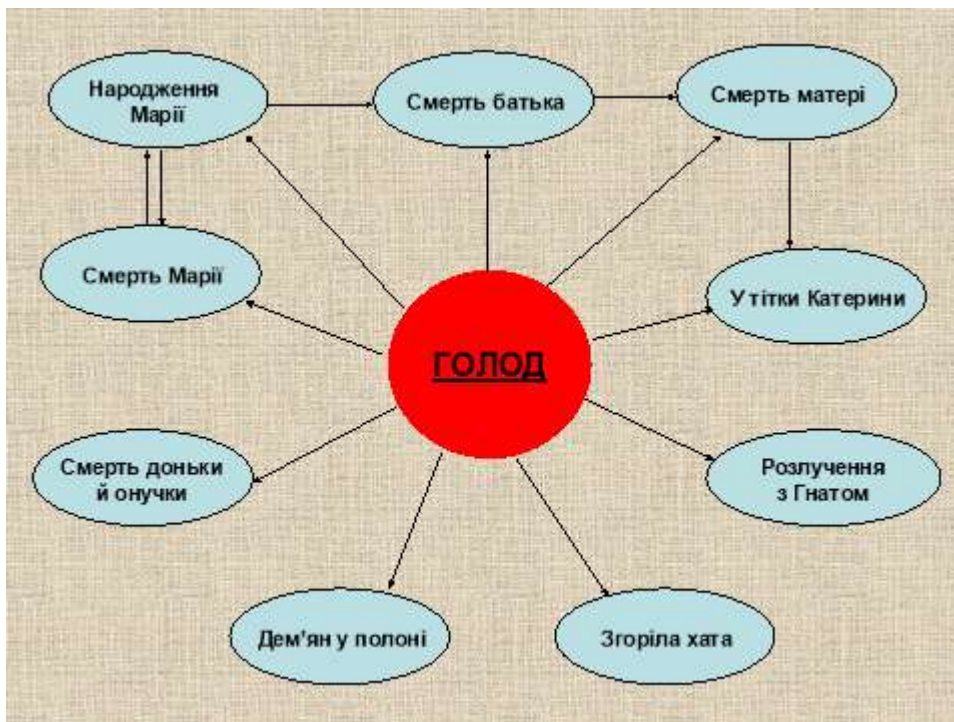 Народження
Марії
Смерть батька
Смерть матері
Смерть Марії
У тітки Катерини
ГОЛОД
Смерть доньки
й онучки
Розлучення
з Гнатом
Дем'ян у полоні
Згоріла хата